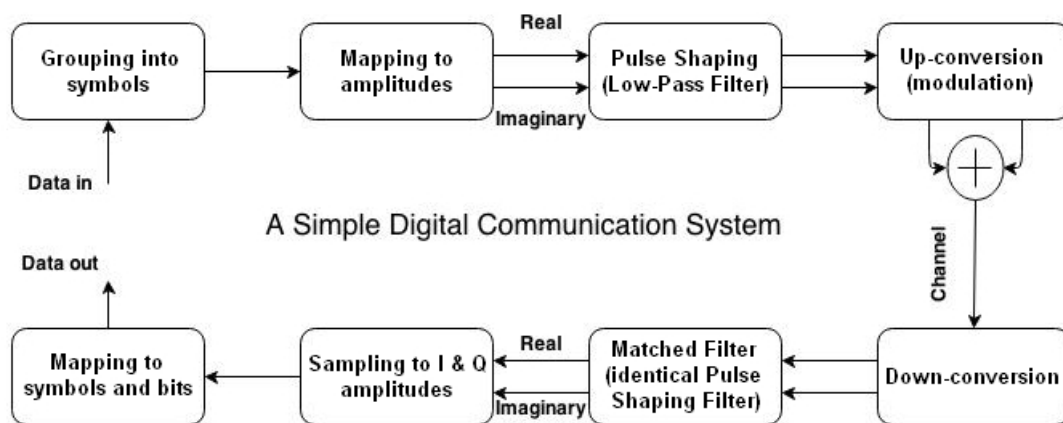 Real
Grouping into
symbols
Mapping to
amplitudes
Pulse Shaping
(Low-Pass Filter)
Up-conversion
(modulation)
Imaginary
Data in
A Simple Digital Communication System
Channel
Data out
Mapping to
symbols and bits
Sampling to I & Q
amplitudes
Real
Imaginary
Matched Filter
(identical Pulse
Shaping Filter)
Down-conversion